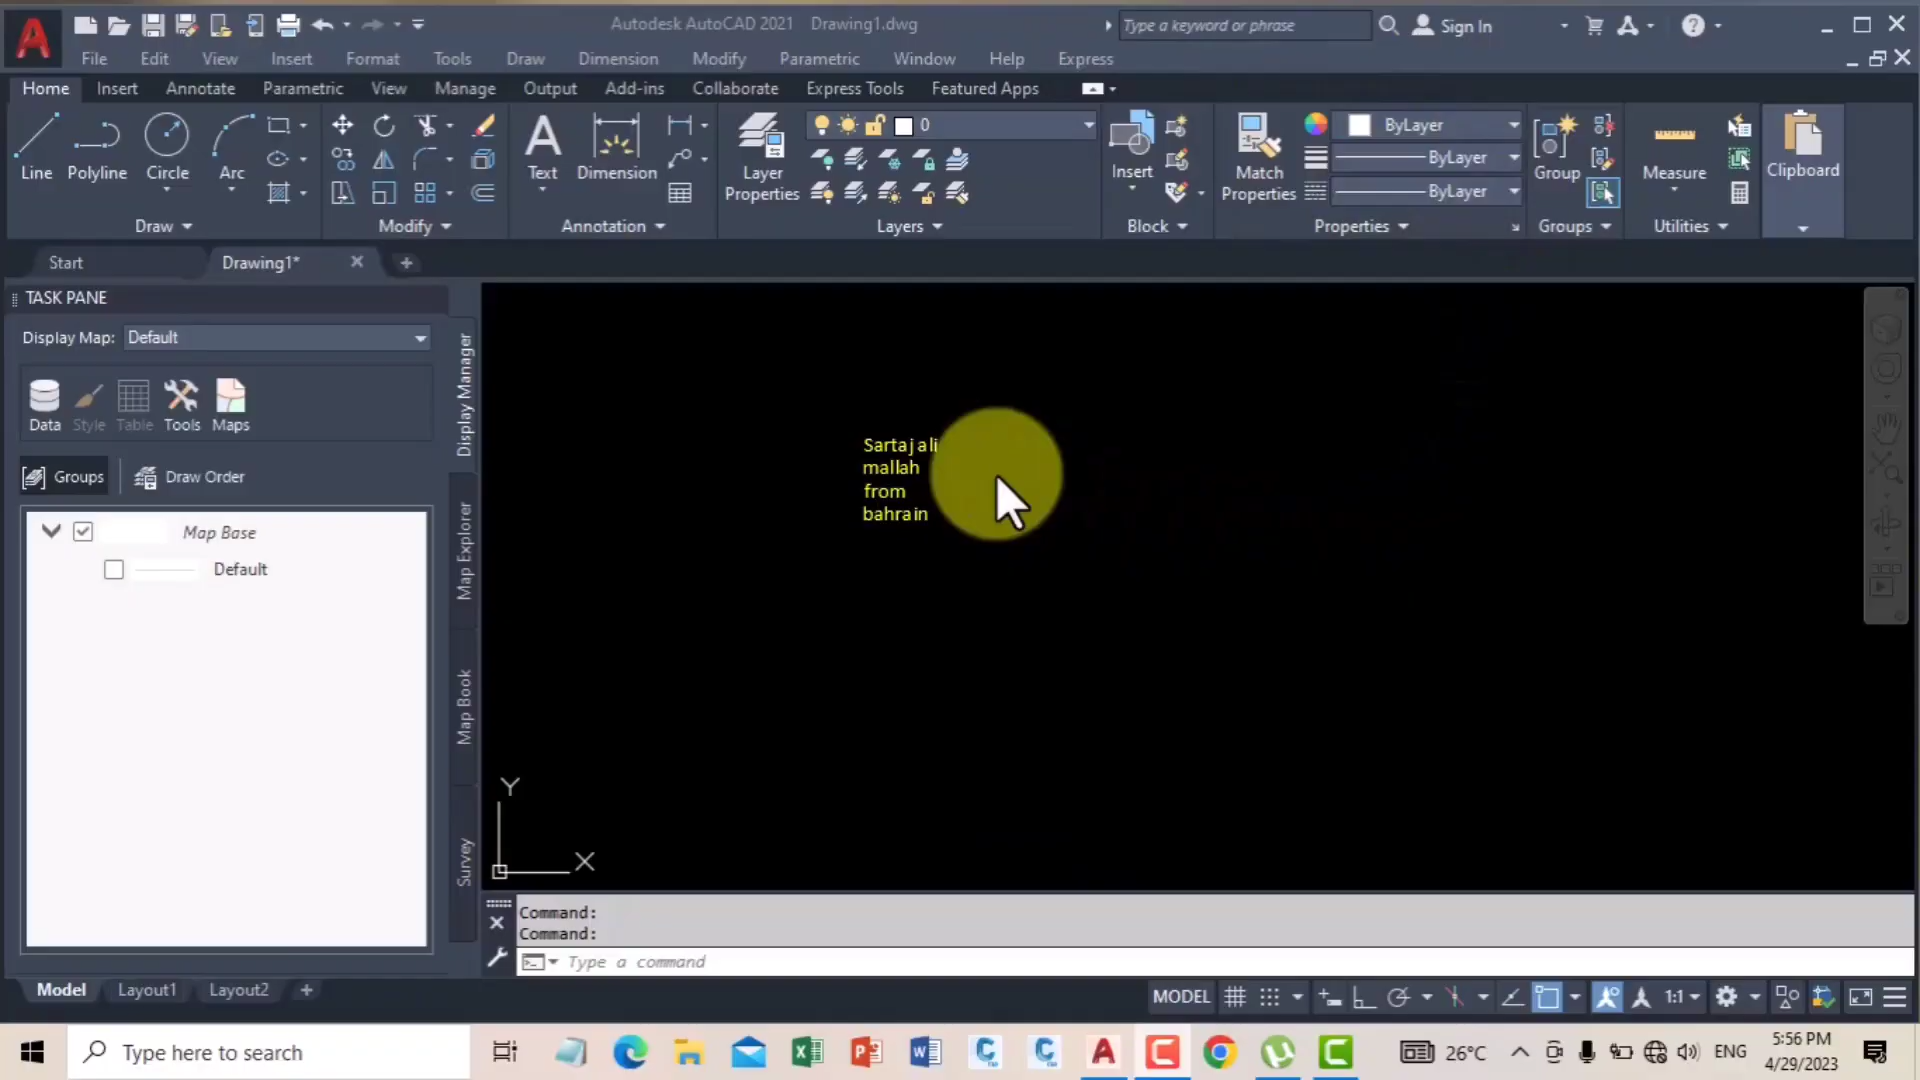 Autodesk AutoCAD 2021 Drawing1.dwg
Type a keyword or phrase
Sign In
File Edit View Insert Format Tools Draw Dimension Modify Parametric Window Help Express
Home Insert Annotate Parametric View Manage Output Add-ins Collaborate Express Tools Featured Apps
0
ByLayer
ByLayer
ByLayer
Line Polyline Circle Arc
Text Dimension
Layer
Properties
Insert
Match
Properties
Group
Measure
Clipboard
Draw Modify Annotation Layers Block Properties Groups Utilities
Start Drawing1*
TASK PANE
Display Map: Default
Data Style Table Tools Maps
Groups Draw Order
Map Base
Default
Display Manager
Map Explorer
Map Book
Survey
Sartaj ali
mallah
from
bahrain
Y
X
Command:
Command:
Type a command
Model Layout1 Layout2
MODEL 1:1
Type here to search
26°C
ENG
5:56 PM
4/29/2023